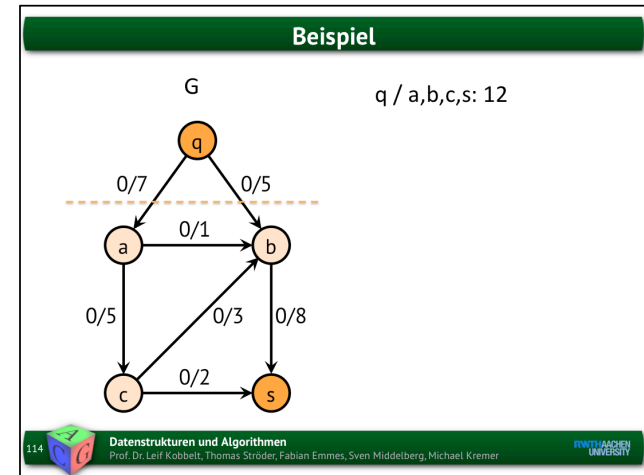 Beispiel
G
q / a,b,c,s: 12
q
0/7
0/5
a
0/1
b
0/5
0/3
0/8
c
0/2
s
114
A
C
G
Datenstrukturen und Algorithmen
Prof. Dr. Leif Kobbelt, Thomas Ströder, Fabian Emmes, Sven Middelberg, Michael Kremer
RWTHAACHEN
UNIVERSITY